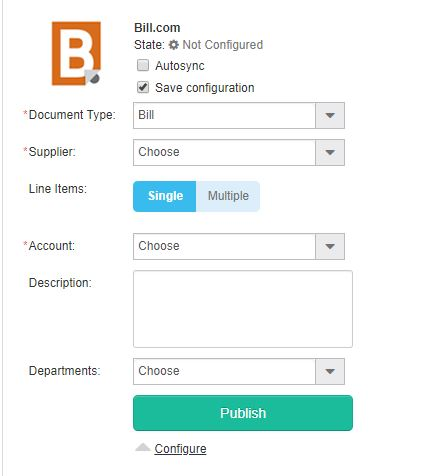 B
Bill.com
State: Not Configured
Autosync
Save configuration
*Document Type: Bill
*Supplier: Choose
Line Items: Single Multiple
*Account: Choose
Description:
Departments: Choose
Publish
Configure